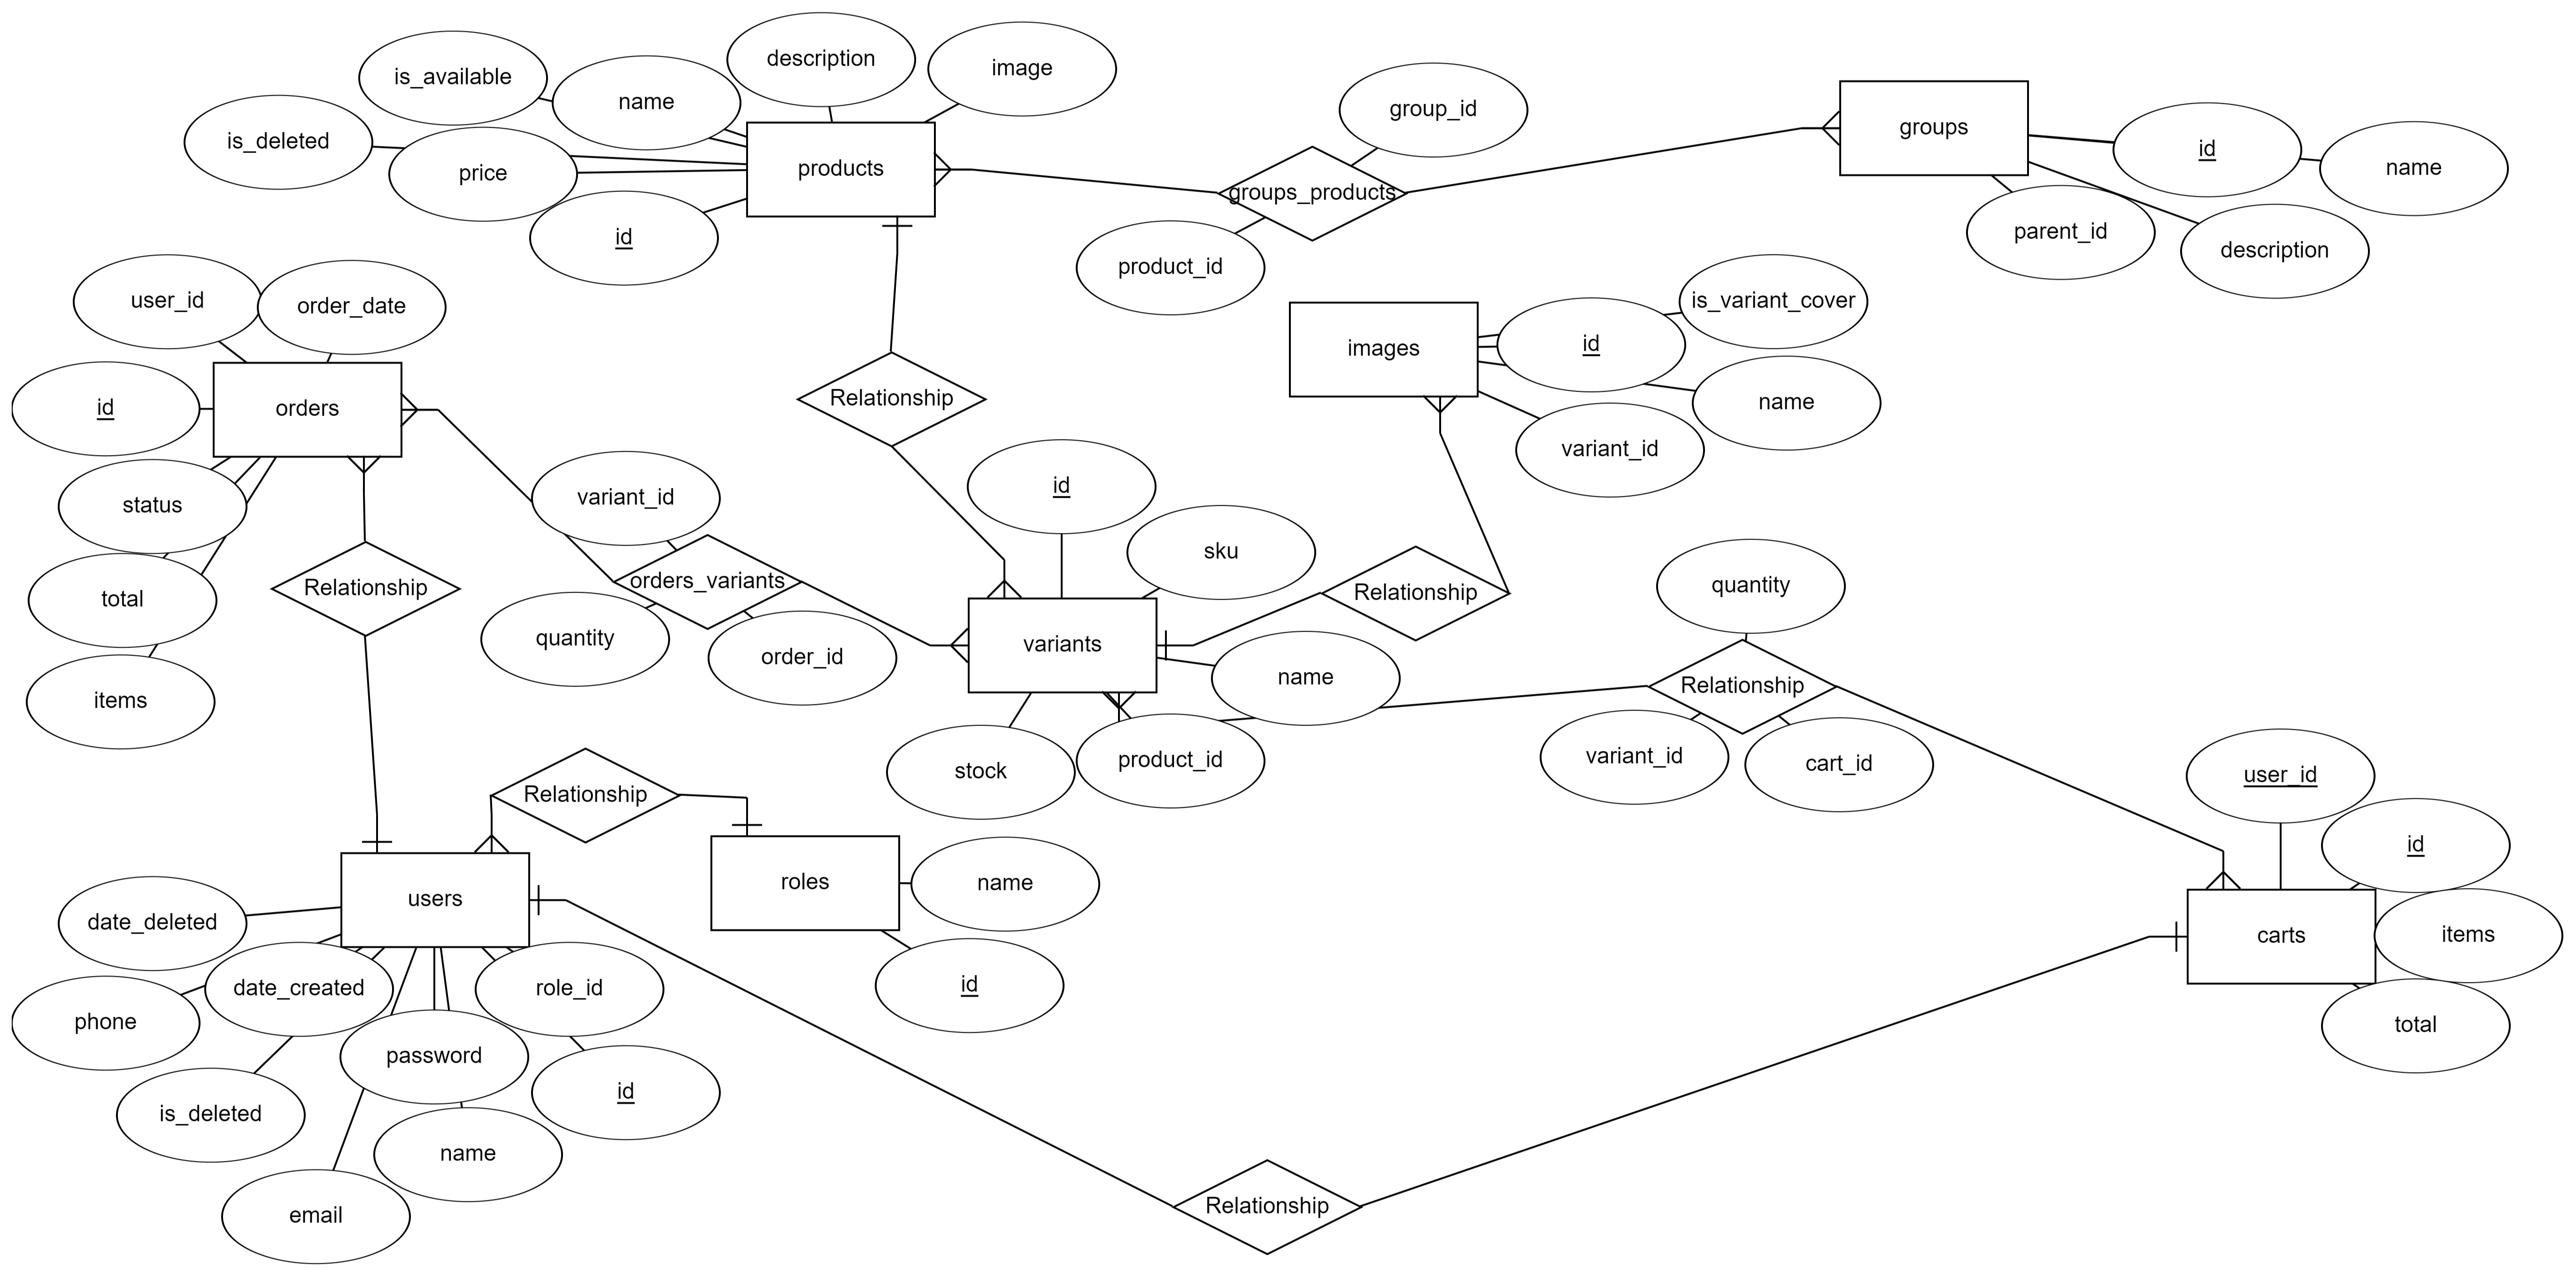 description
image
is_available
name
group_id
groups
is_deleted
price
products
id
groups_products
id
name
parent_id
description
product_id
user_id
order_date
id
orders
Relationship
images
id
is_variant_cover
name
variant_id
status
variant_id
id
sku
total
Relationship
orders_variants
quantity
order_id
variants
Relationship
name
quantity
Relationship
items
stock
product_id
variant_id
cart_id
user_id
Relationship
id
users
roles
name
carts
items
date_deleted
date_created
role_id
id
total
phone
password
is_deleted
id
name
email
Relationship